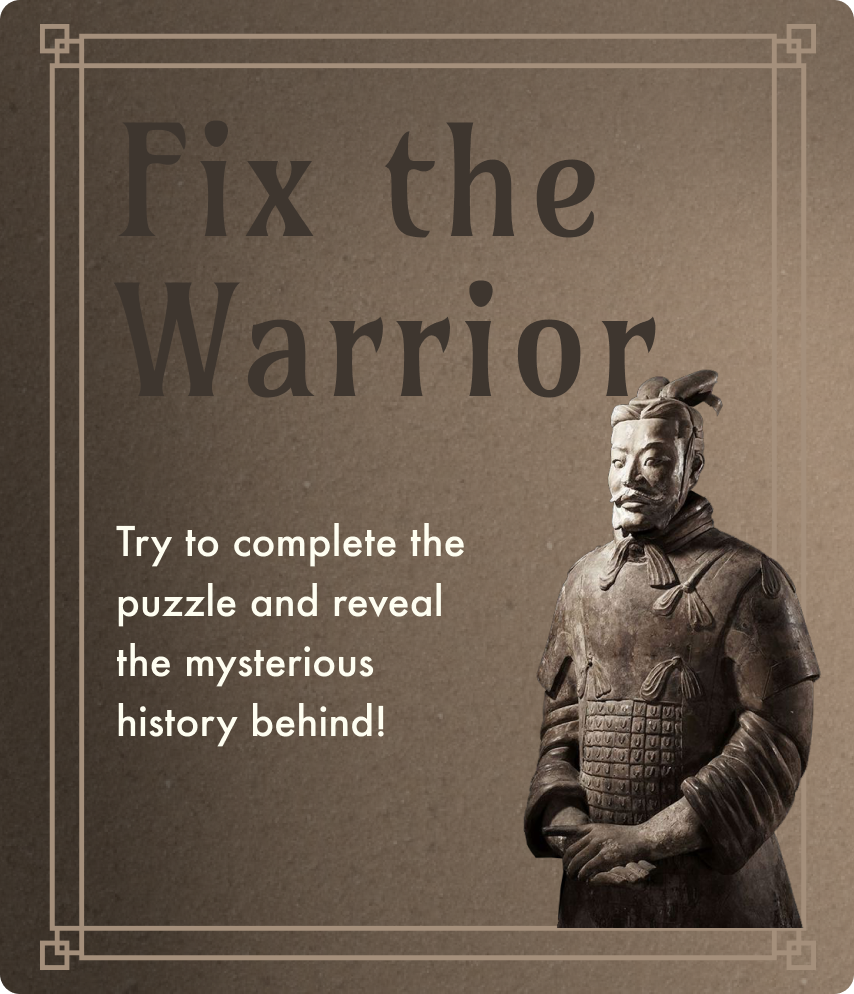 Fix the
Warrior
Try to complete the
puzzle and reveal
the mysterious
history behind!